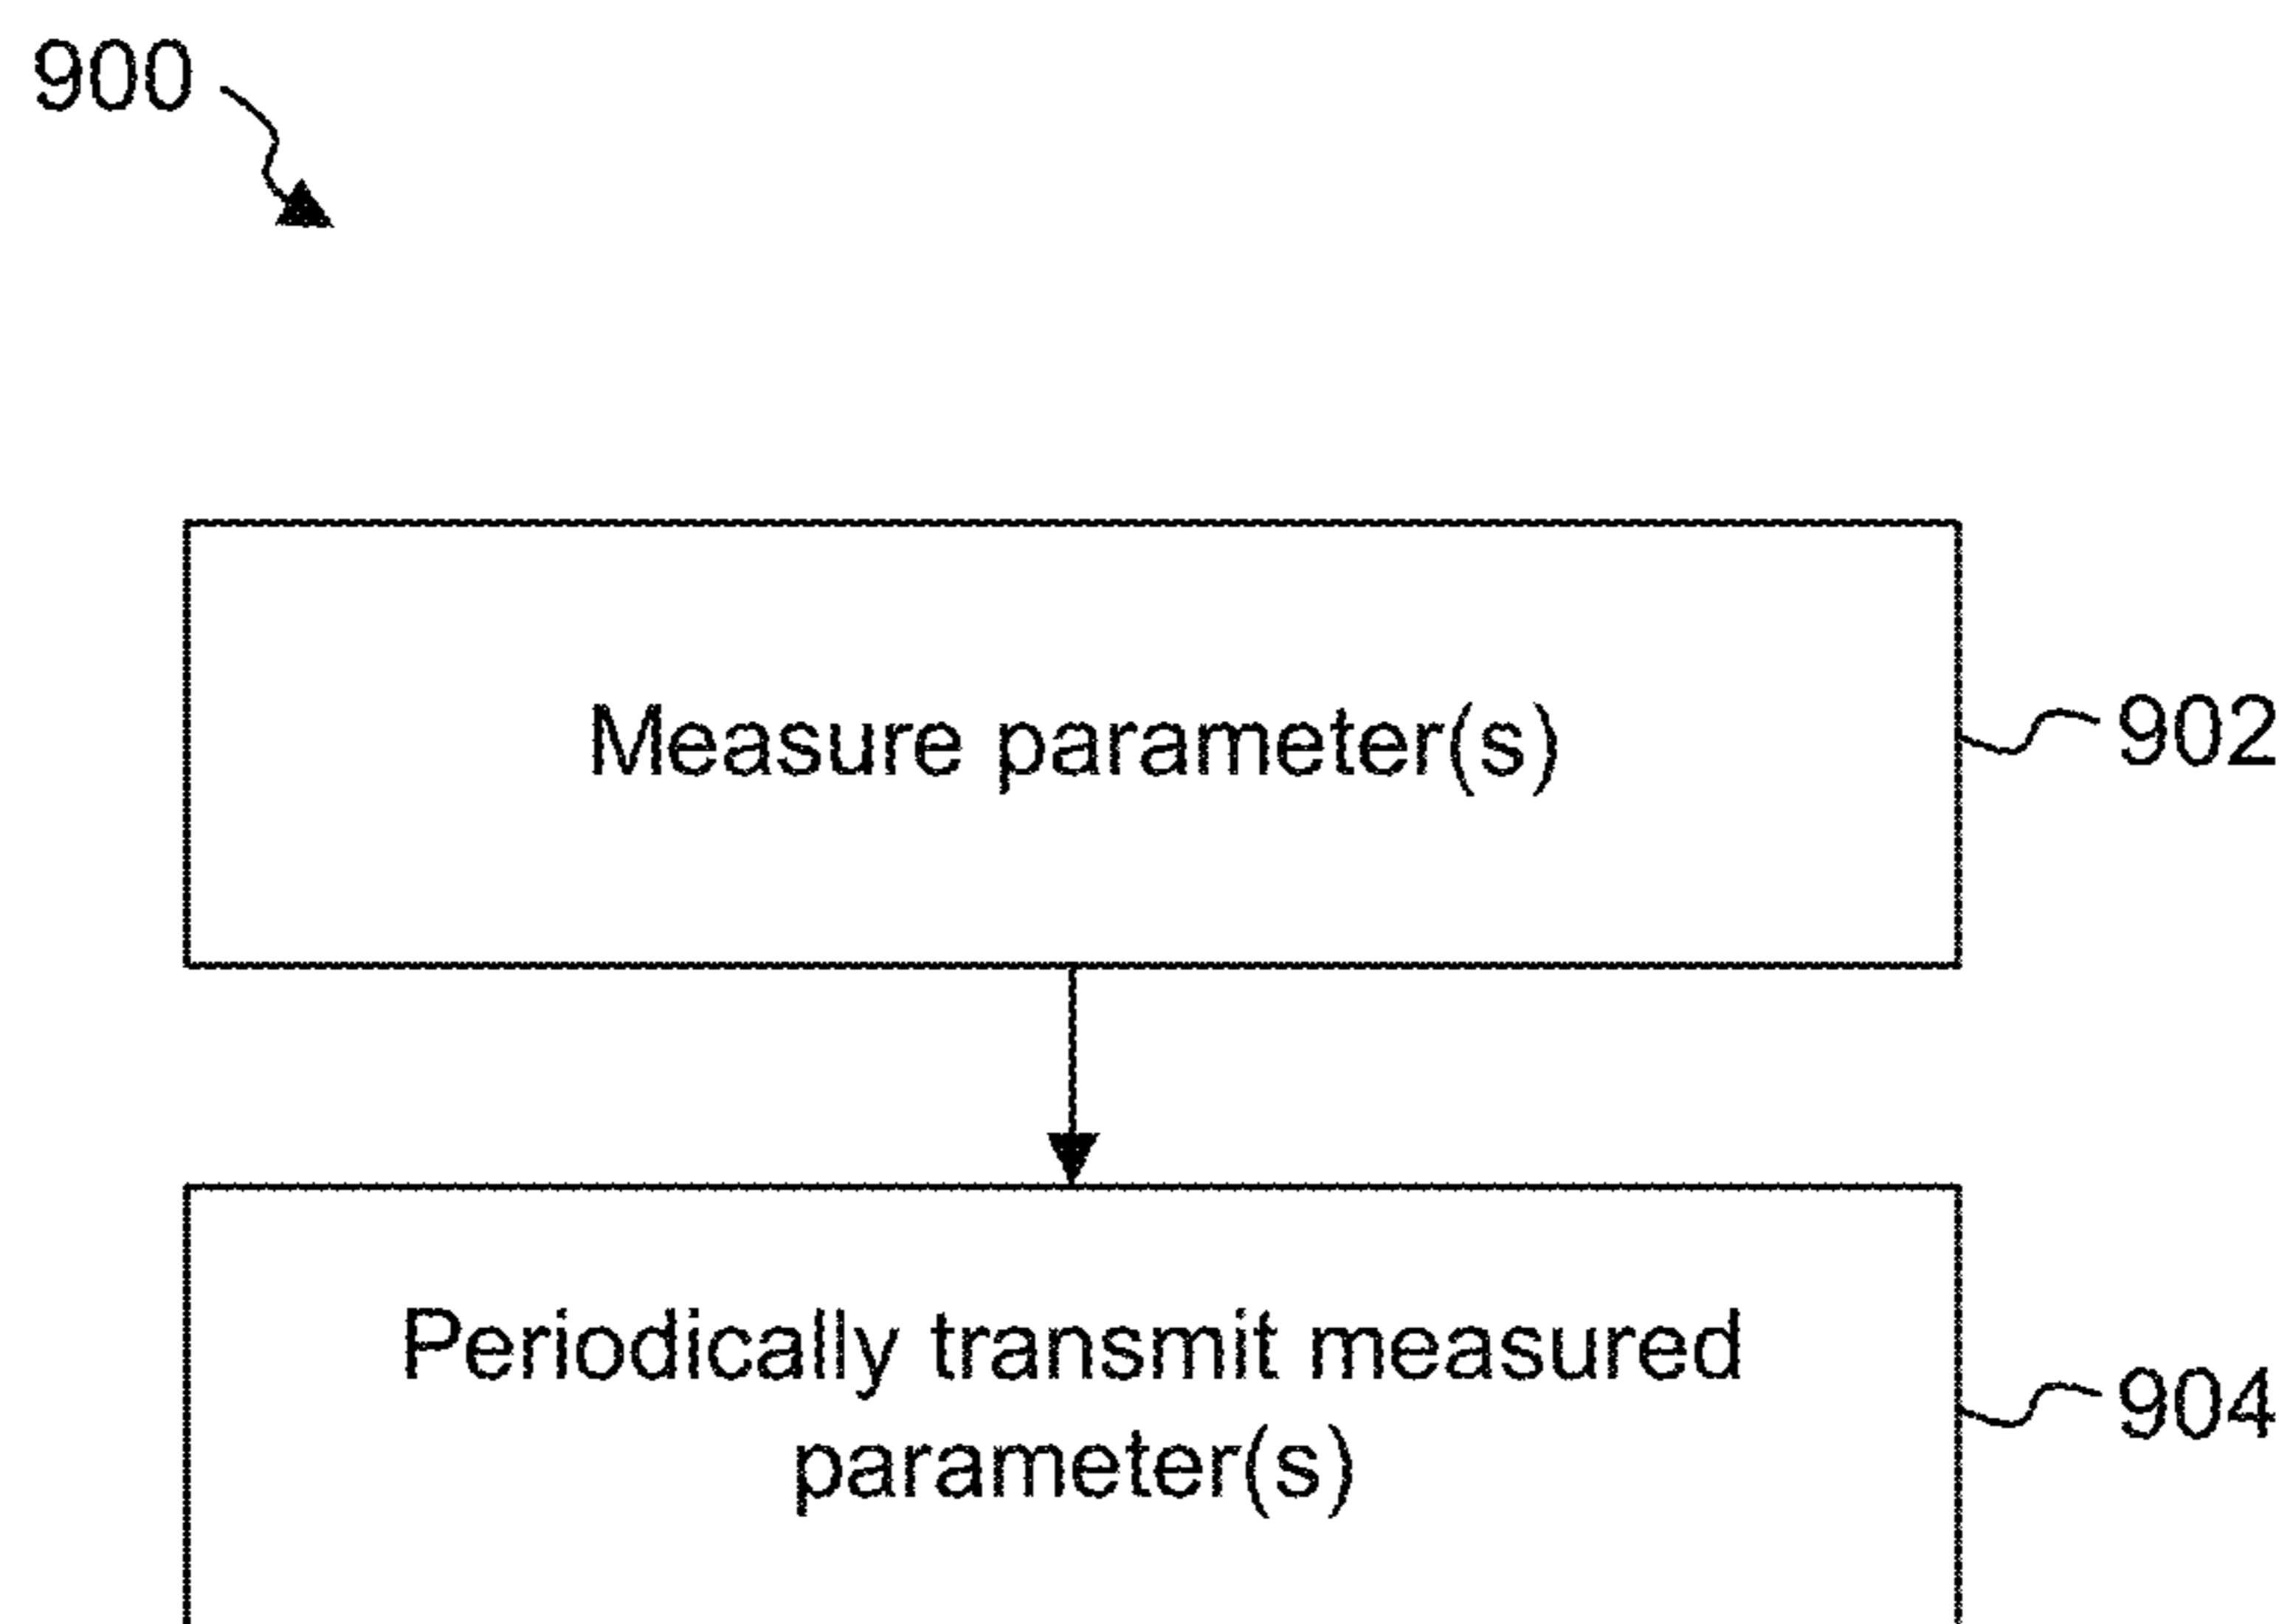 900
Measure parameter(s)
902
Periodically transmit measured
parameter(s)
904